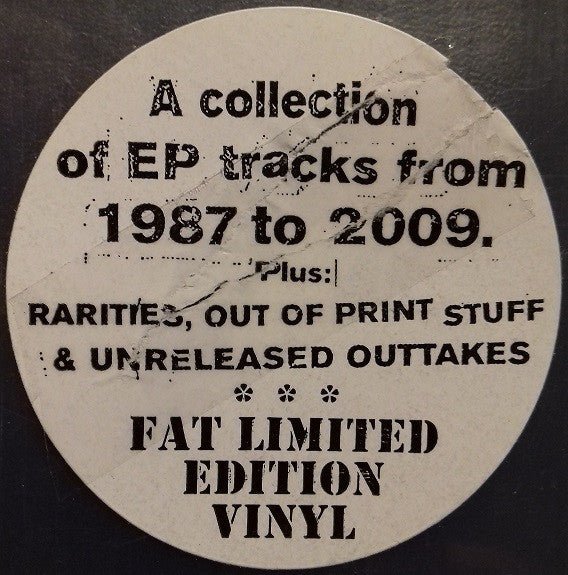 A collection
of EP tracks from
1987 to 2009.
Plus:
RARITIES, OUT OF PRINT STUFF
& UNRELEASED OUTTAKES
* * *
FAT LIMITED
EDITION
VINYL